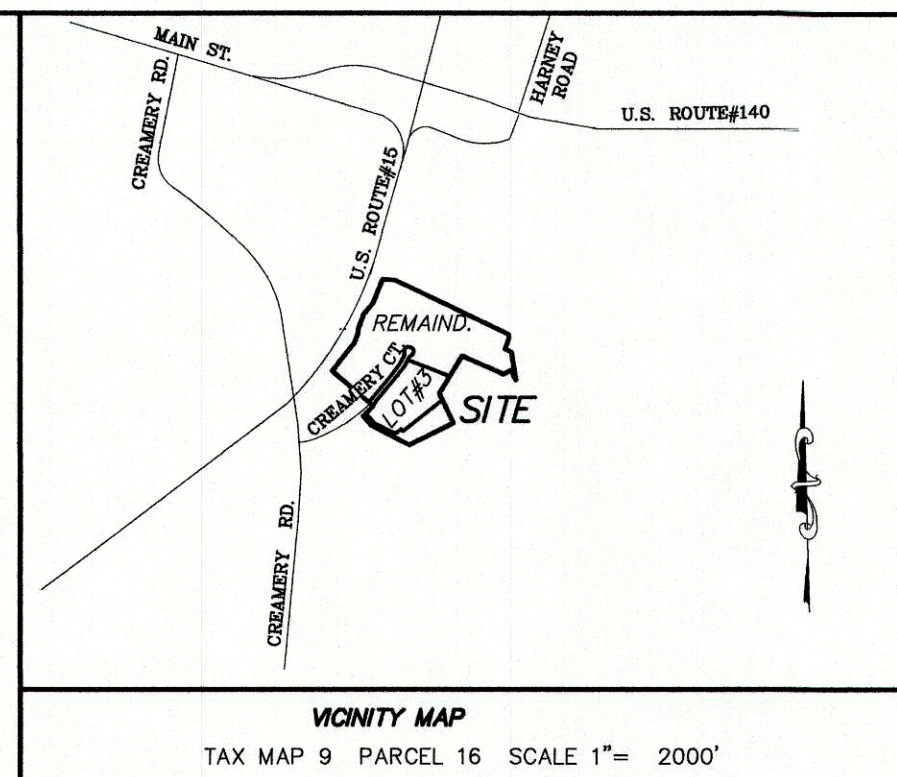 MAIN ST.
CREAMERY RD.
HARNEY
ROAD
U.S. ROUTE#140
U.S. ROUTE#15
REMAIND.
CREAMERY CT.
LOT#3
SITE
CREAMERY RD.
VICINITY MAP
TAX MAP 9 PARCEL 16 SCALE 1"= 2000'